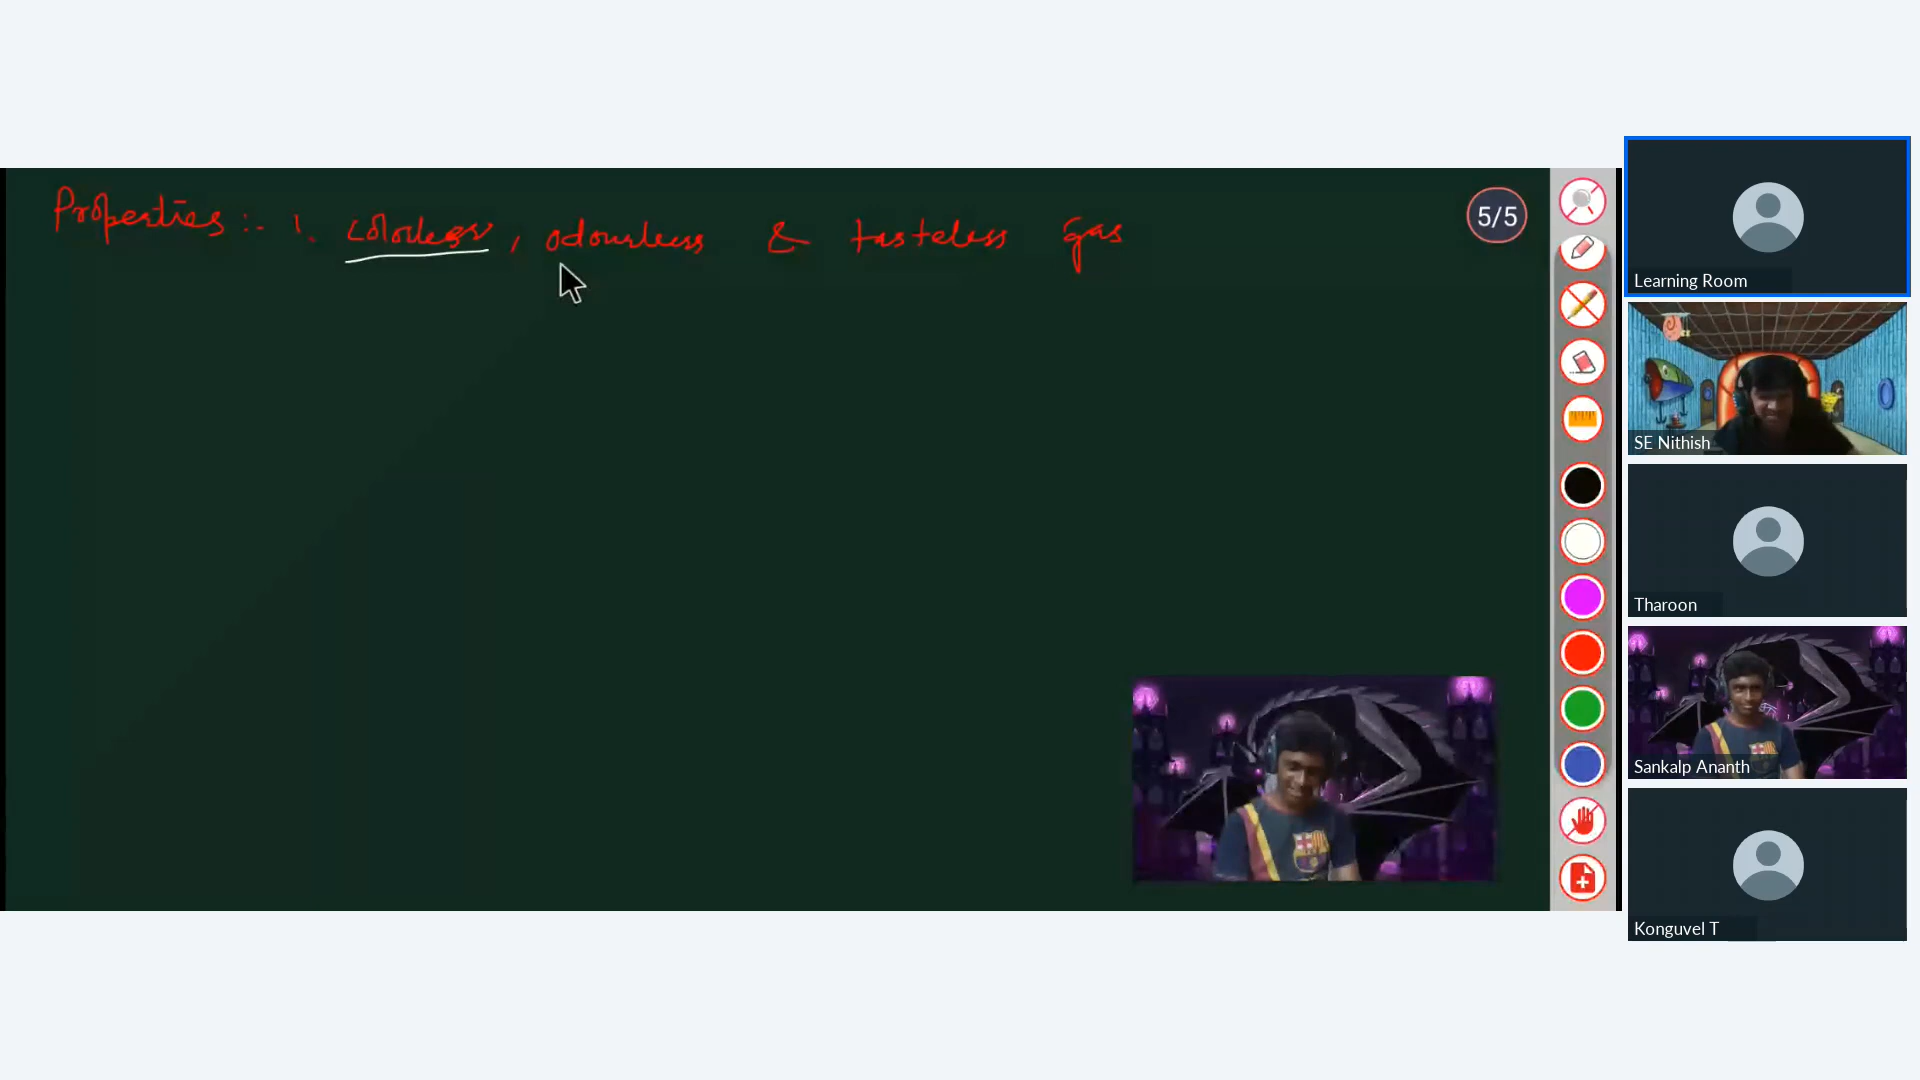 Properties :- 1. colorless, odourless & tasteless gas
5/5
Learning Room
SE Nithish
Tharoon
Sankalp Ananth
Konguvel T